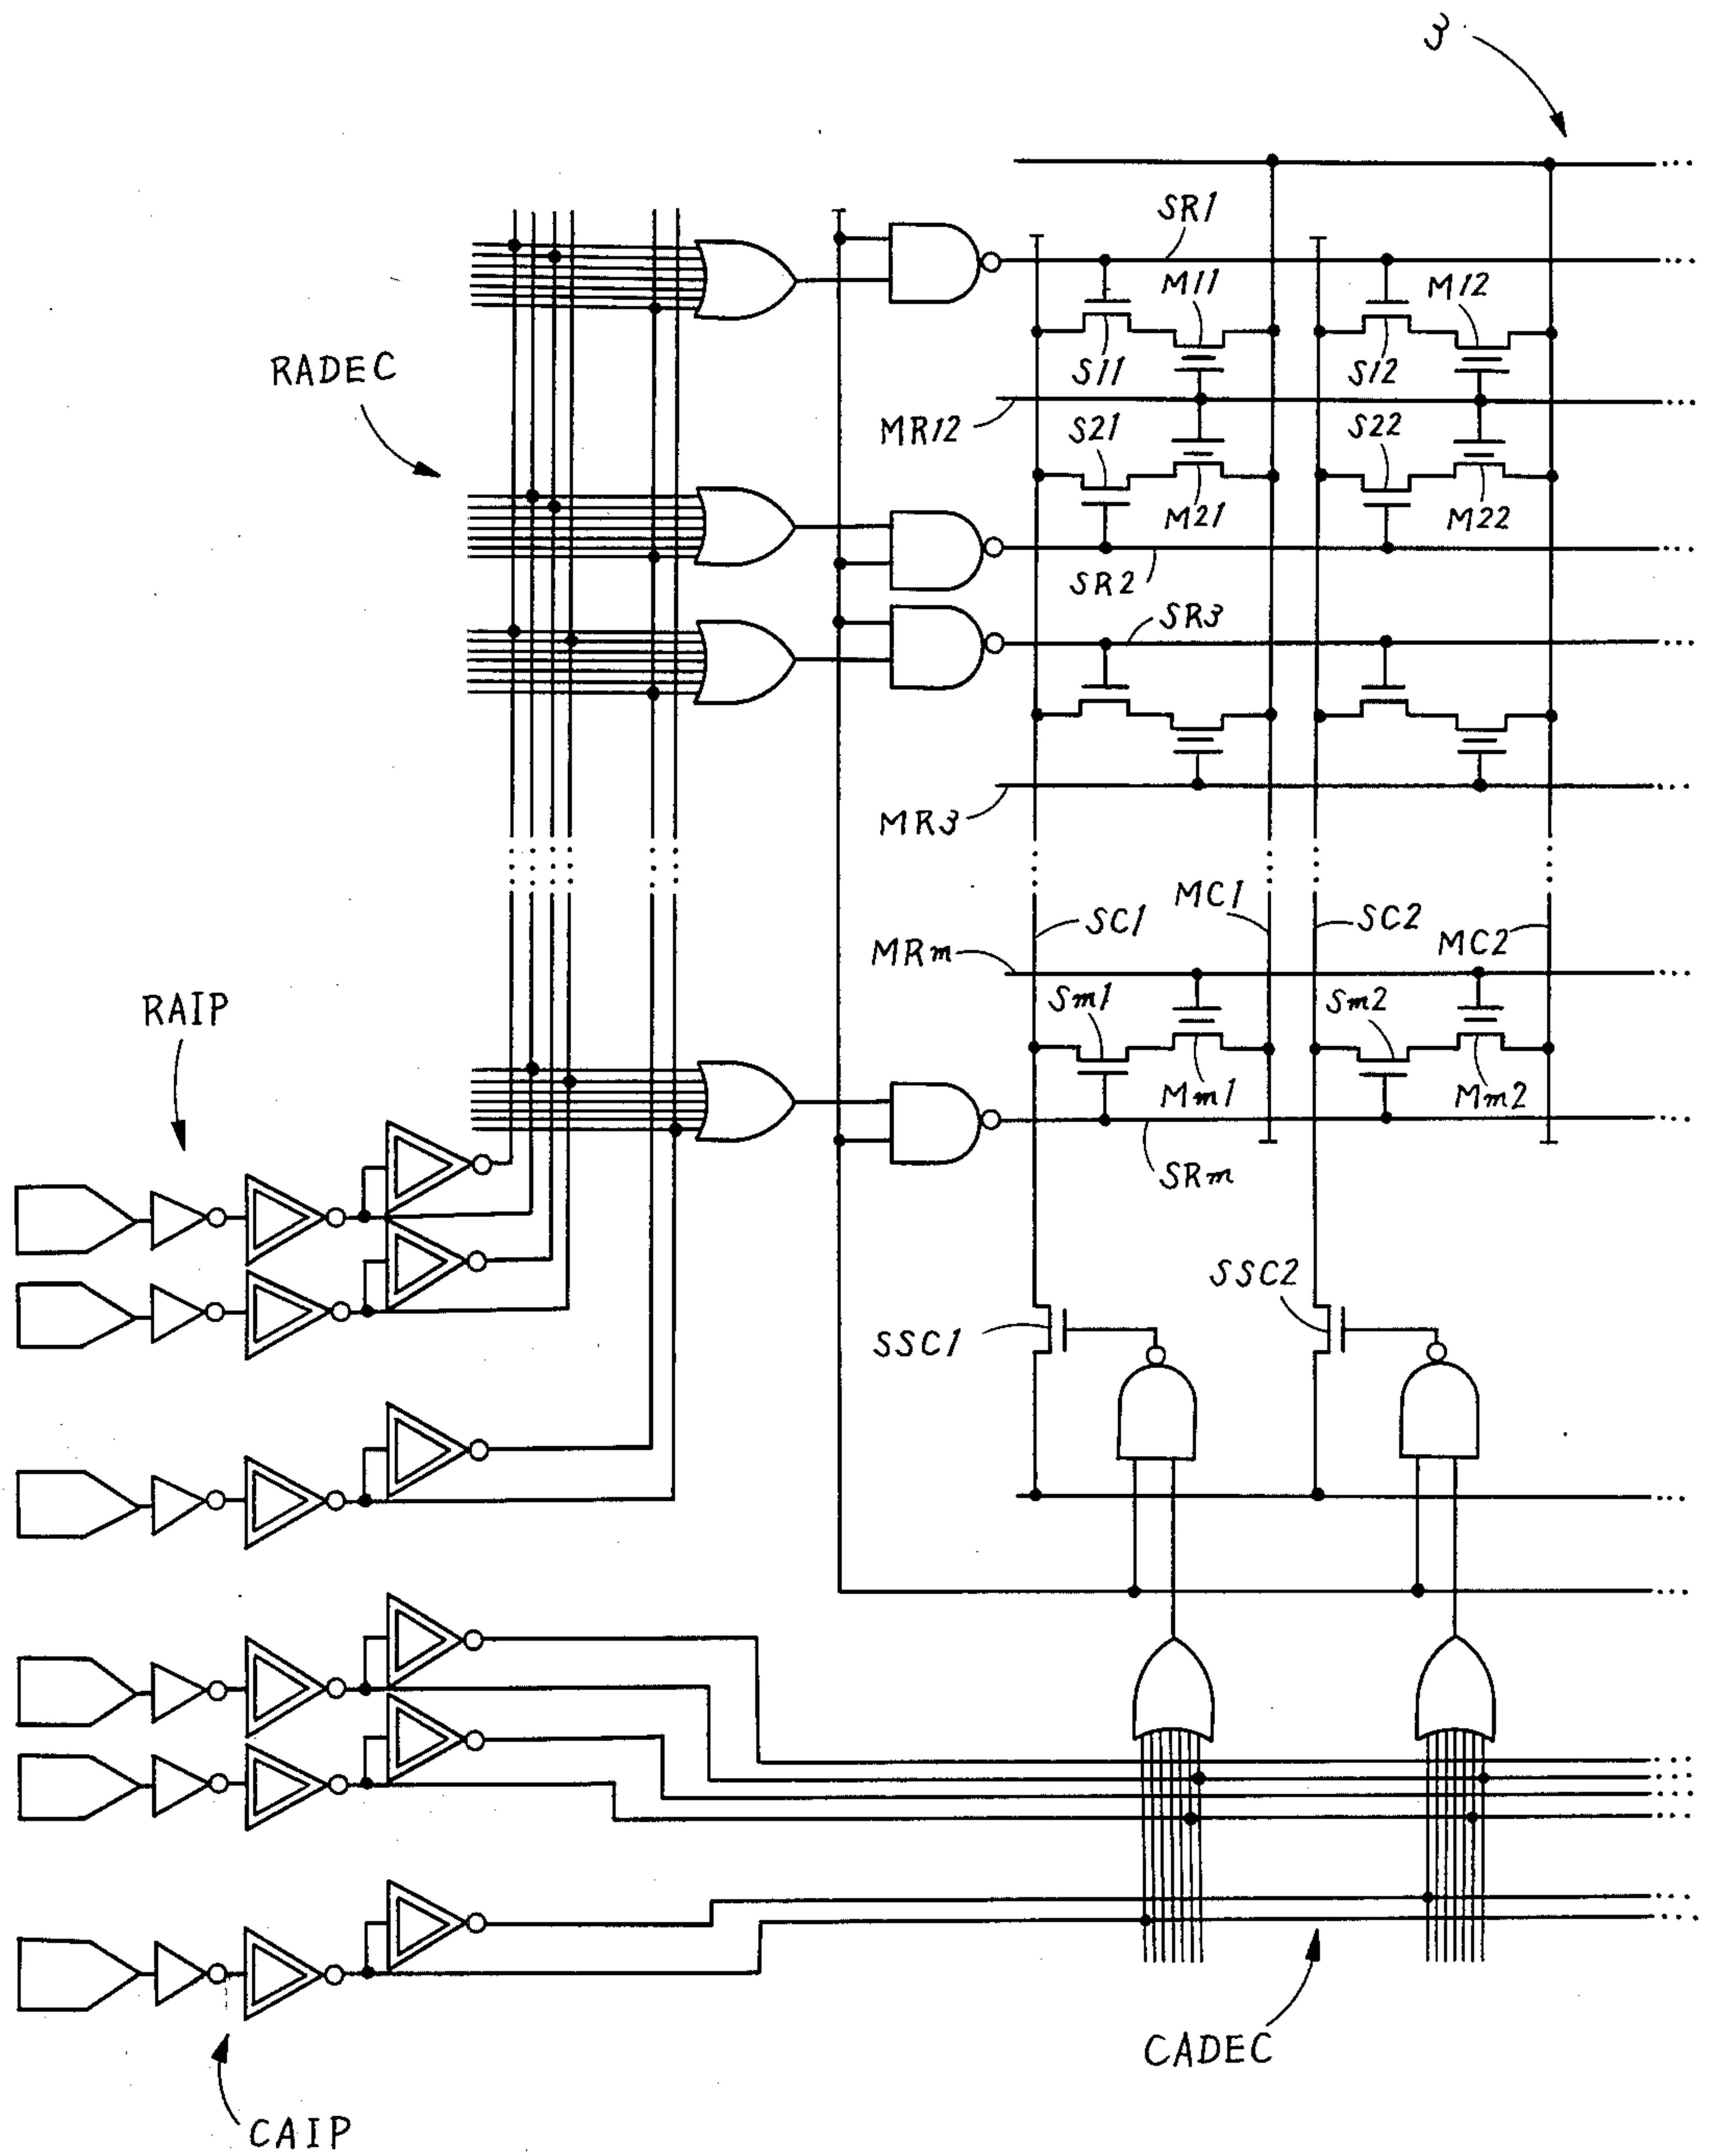 3
SR1
M11
M12
RADEC
S11
S12
MR12
S21
S22
M21
M22
SR2
SR3
MR3
SC1
MC1
SC2
MC2
MRm
Sm1
Sm2
RAIP
Mm1
Mm2
SRm
SSC2
SSC1
CADEC
CAIP